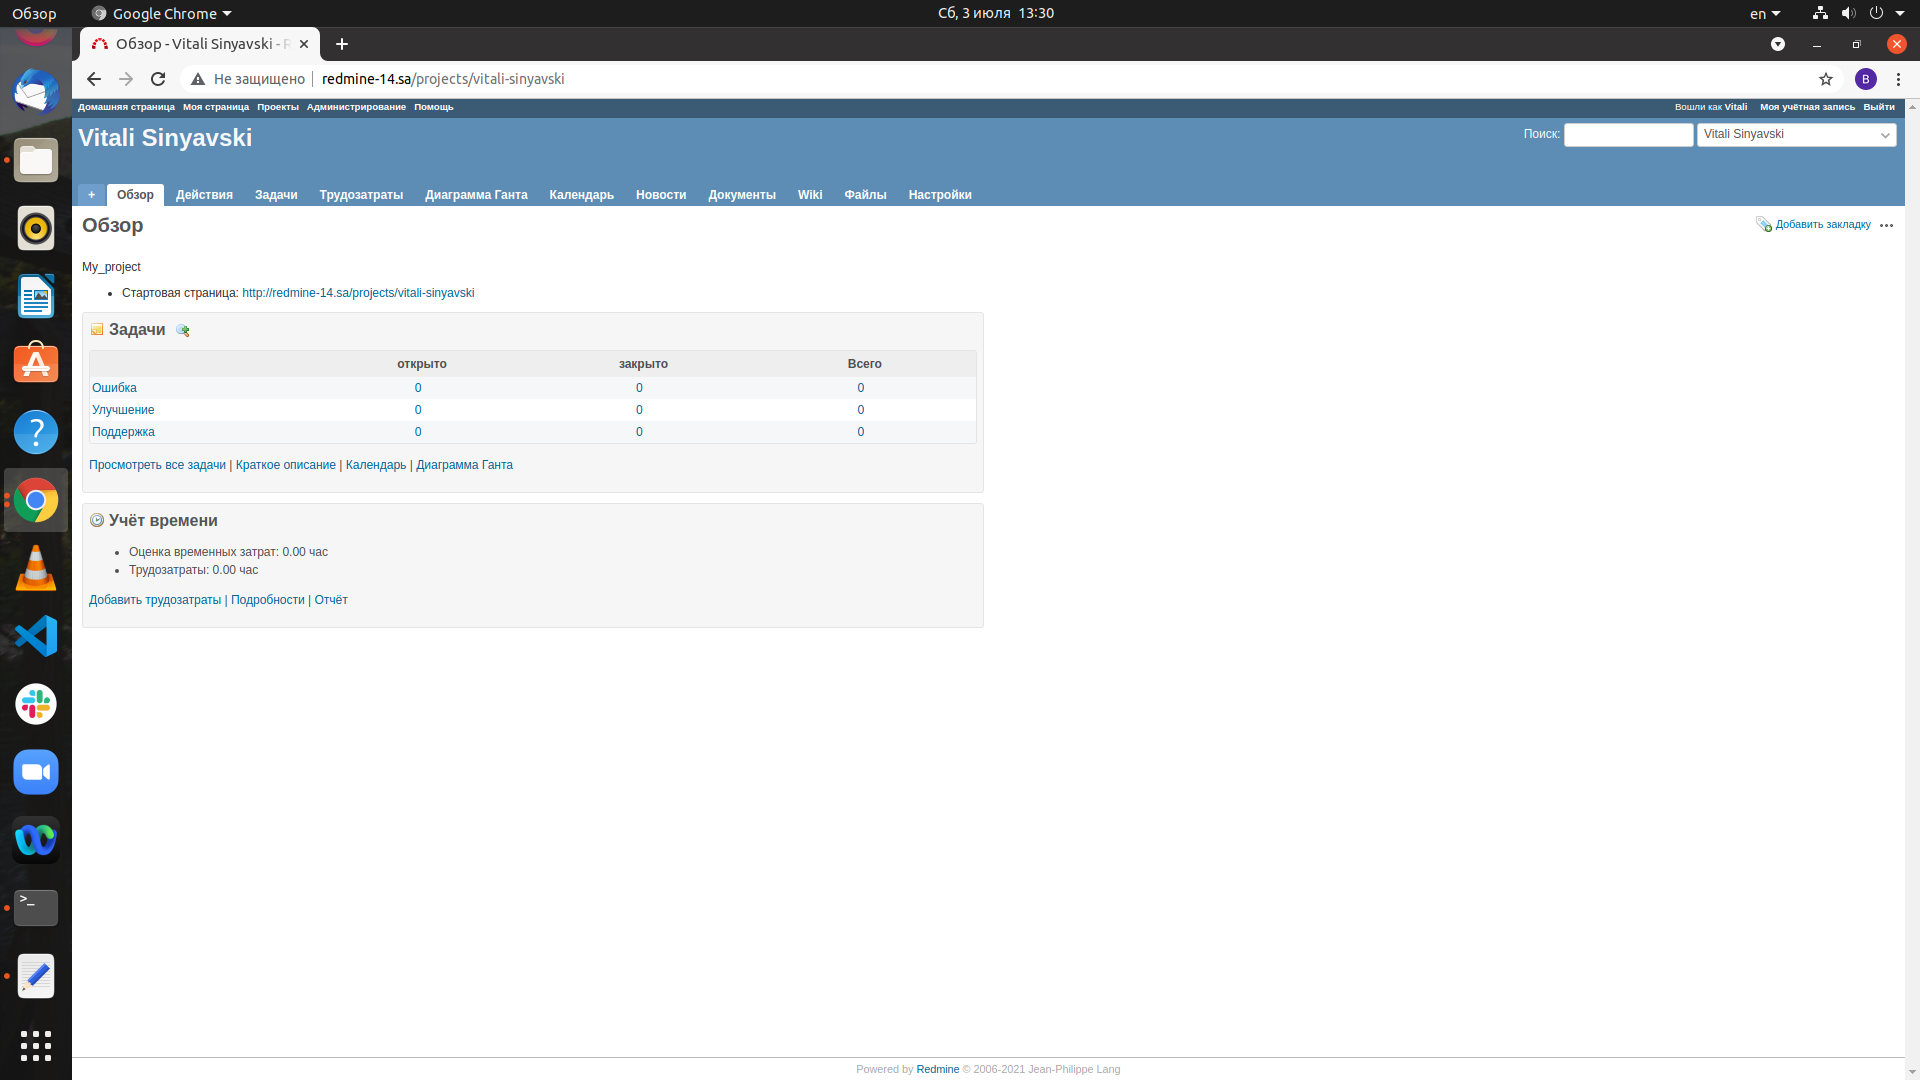 Обзор Google Chrome Сб, 3 июля 13:30 en
Обзор - Vitali Sinyavski - R
Не защищено redmine-14.sa/projects/vitali-sinyavski B
Домашняя страница Моя страница Проекты Администрирование Помощь Вошли как Vitali Моя учётная запись Выйти
Vitali Sinyavski Поиск: Vitali Sinyavski
+ Обзор Действия Задачи Трудозатраты Диаграмма Ганта Календарь Новости Документы Wiki Файлы Настройки
Обзор Добавить закладку
My_project
• Стартовая страница: http://redmine-14.sa/projects/vitali-sinyavski
Задачи
открыто закрыто Всего
Ошибка 0 0 0
Улучшение 0 0 0
Поддержка 0 0 0
Просмотреть все задачи | Краткое описание | Календарь | Диаграмма Ганта
Учёт времени
• Оценка временных затрат: 0.00 час
• Трудозатраты: 0.00 час
Добавить трудозатраты | Подробности | Отчёт
Powered by Redmine © 2006-2021 Jean-Philippe Lang